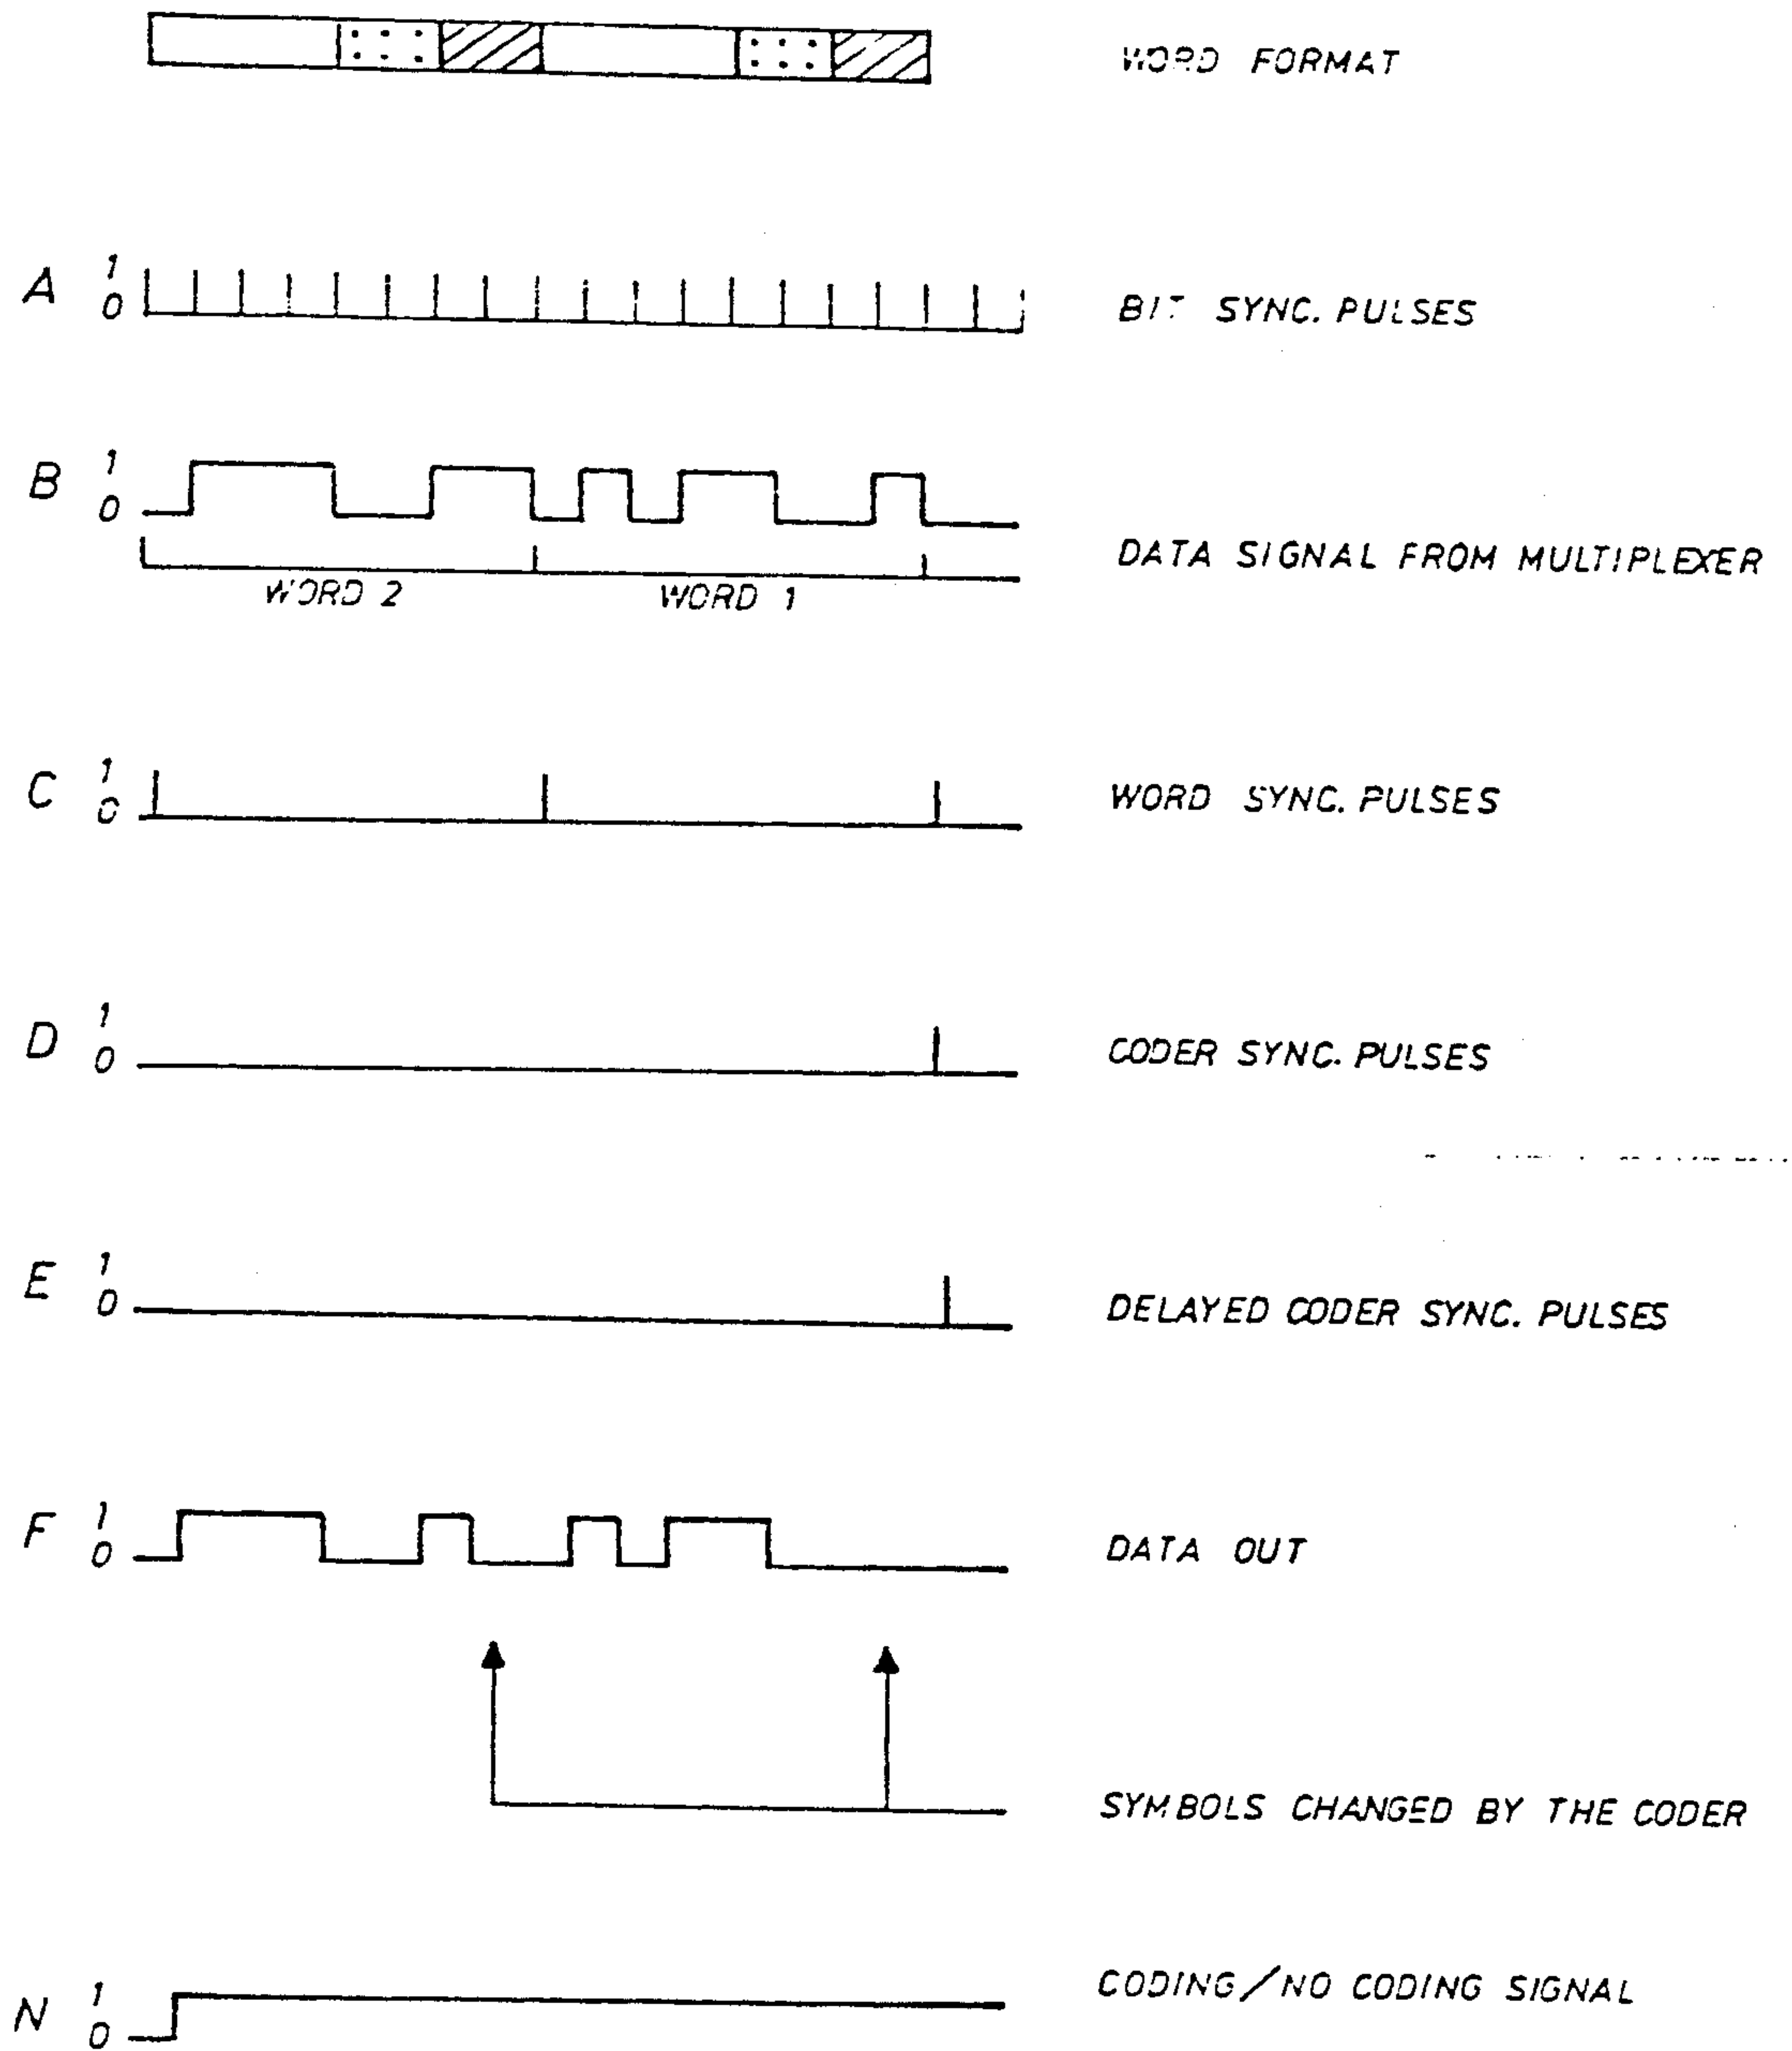 WORD FORMAT
A 1 0 BIT SYNC. PULSES
B 1 0 DATA SIGNAL FROM MULTIPLEXER
WORD 2 WORD 1
C 1 0 WORD SYNC. PULSES
D 1 0 CODER SYNC. PULSES
E 1 0 DELAYED CODER SYNC. PULSES
F 1 0 DATA OUT
SYMBOLS CHANGED BY THE CODER
N 1 0 CODING/NO CODING SIGNAL